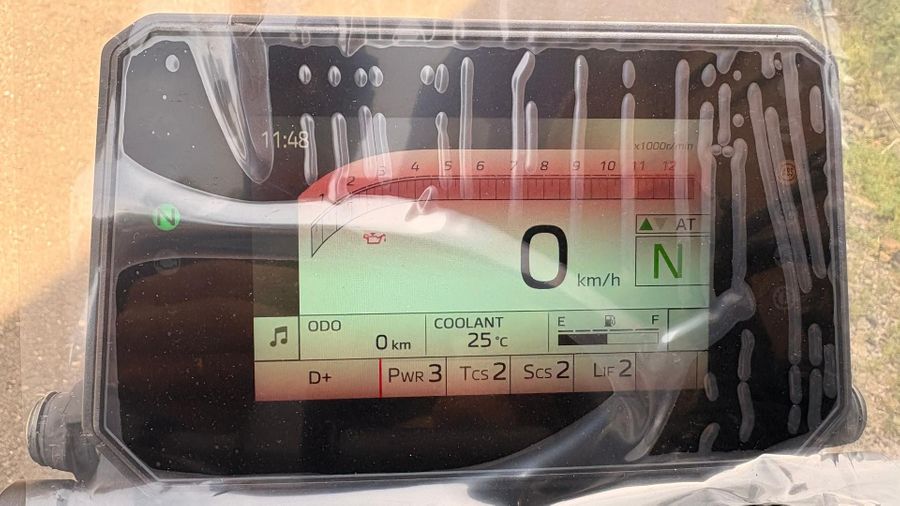 11:48
x1000r/min
1 2 3 4 5 6 7 8 9 10 11 12
N
0 km/h
AT
N
ODO
0 km
COOLANT
25 °C
E F
D+ PWR 3 TCS 2 SCS 2 LIF 2